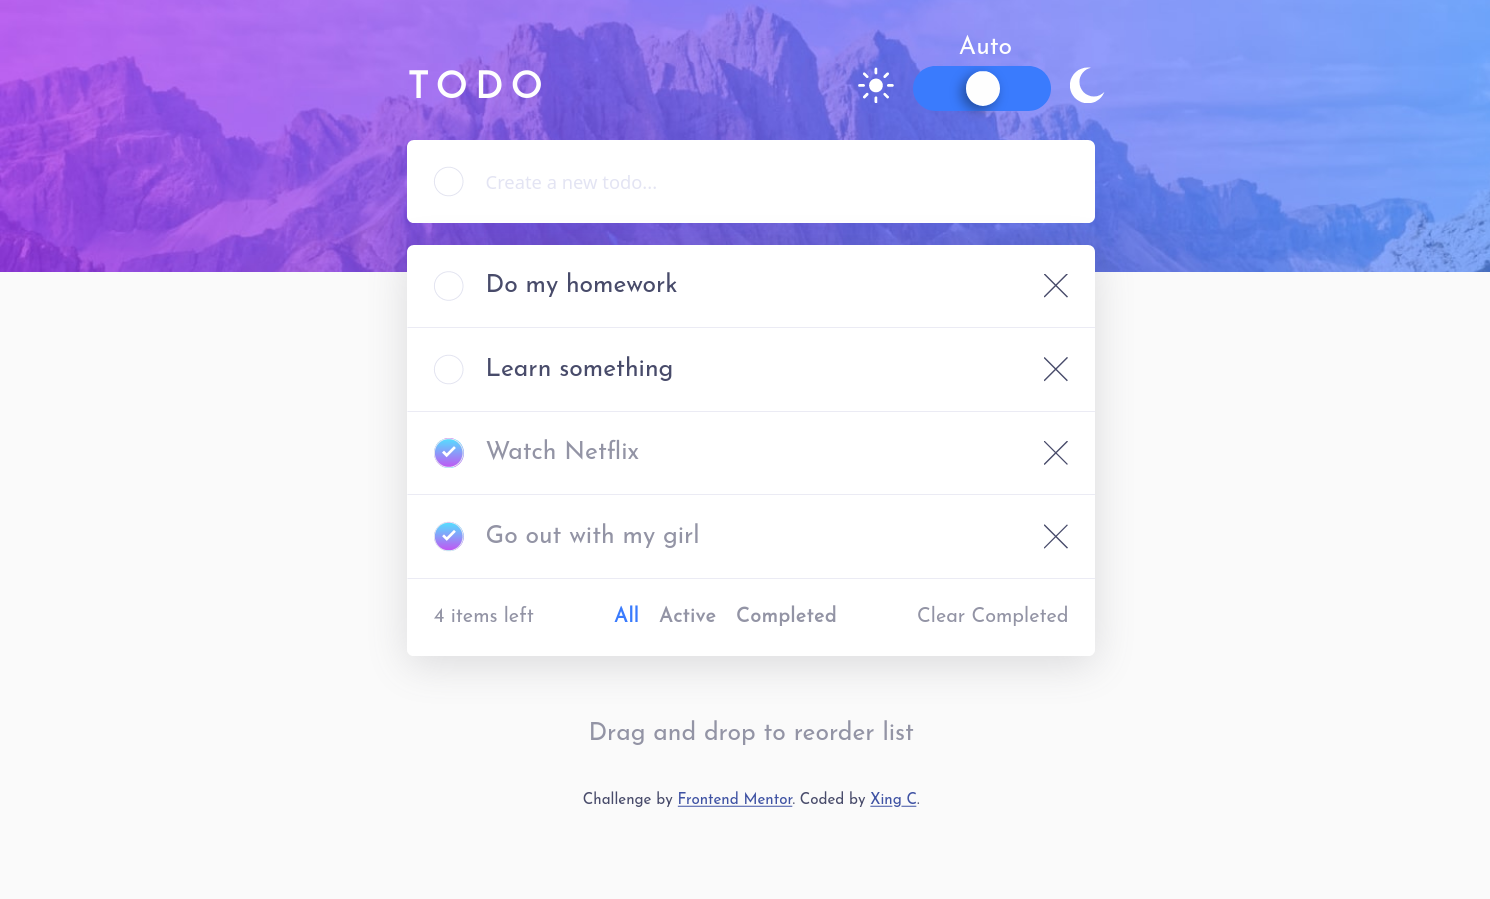 Auto
TODO
Create a new todo...
Do my homework
Learn something
Watch Netflix
Go out with my girl
4 items left All Active Completed Clear Completed
Drag and drop to reorder list
Challenge by Frontend Mentor. Coded by Xing C.